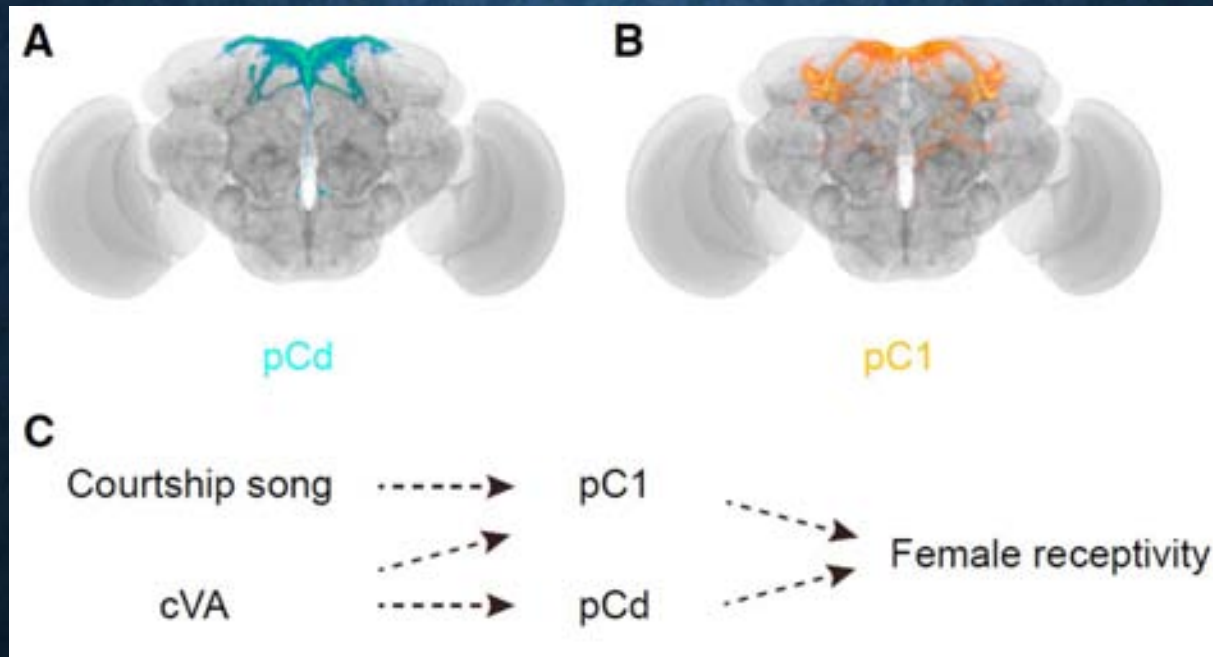 A
B
pCd
pC1
C
Courtship song
pC1
Female receptivity
cVA
pCd